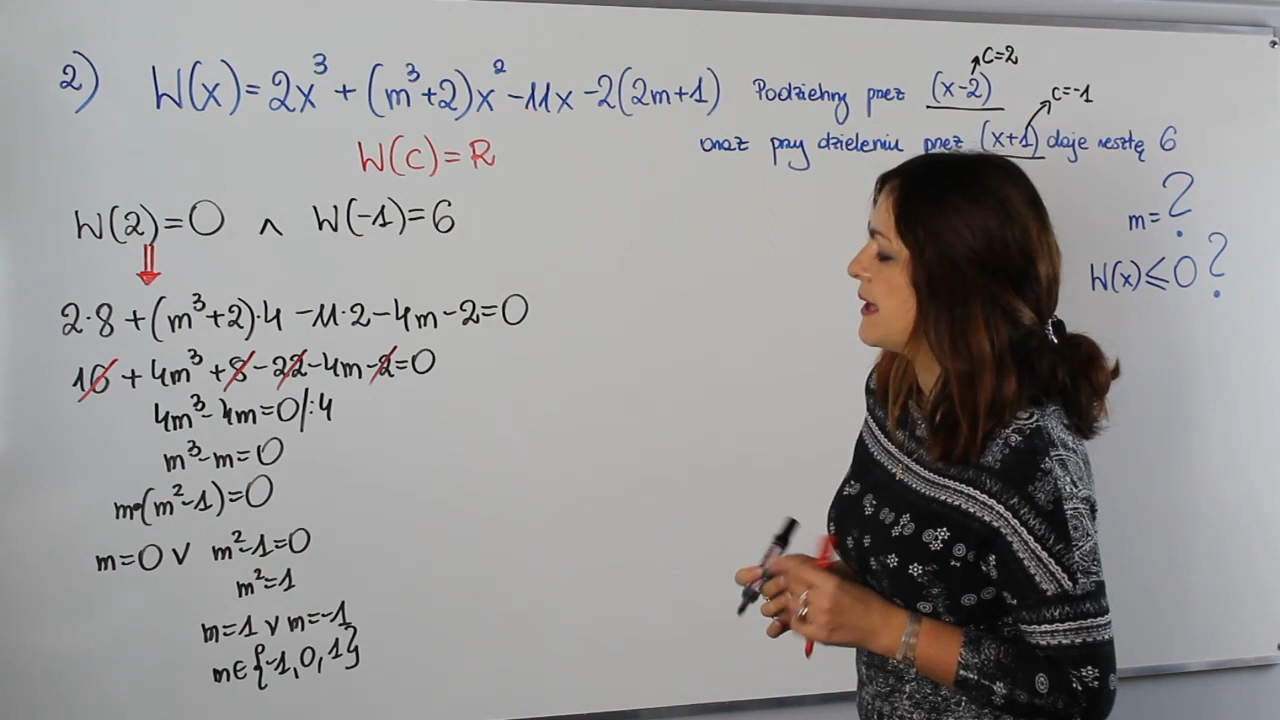 2) W(x)=2x³+(m³+2)x²-11x-2(2m+1) Podzielny przez (x-2) C=2
oraz przy dzieleniu przez (x+1) daje resztę 6 C=-1
W(C)=R
m=?
W(x)≤0?
W(2)=0 ∧ W(-1)=6
⇓
2·8+(m³+2)·4-11·2-4m-2=0
16+4m³+8-22-4m-2=0
4m³-4m=0/:4
m³-m=0
m(m²-1)=0
m=0 ∨ m²-1=0
m²=1
m=1 ∨ m=-1
m∈{-1,0,1}